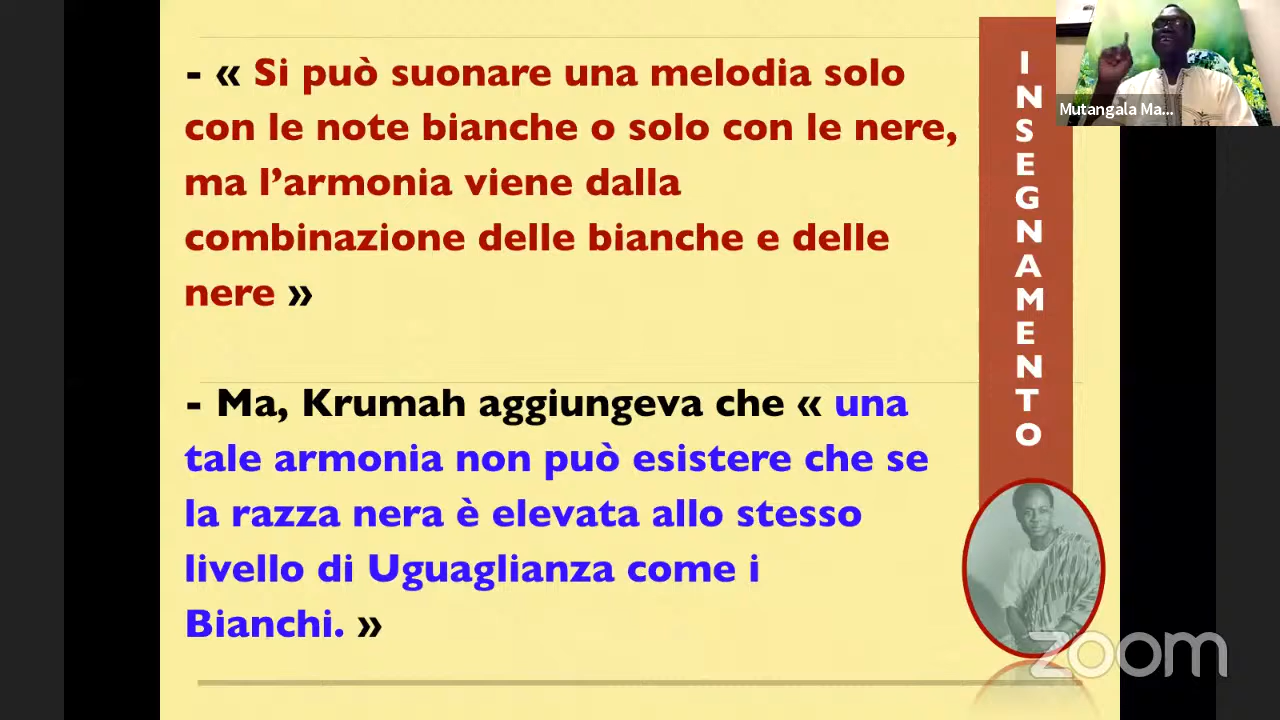 - « Si può suonare una melodia solo
con le note bianche o solo con le nere,
ma l’armonia viene dalla
combinazione delle bianche e delle
nere »
- Ma, Krumah aggiungeva che « una
tale armonia non può esistere che se
la razza nera è elevata allo stesso
livello di Uguaglianza come i
Bianchi. »
INSEGNAMENTO
Mutangala Ma...
zoom